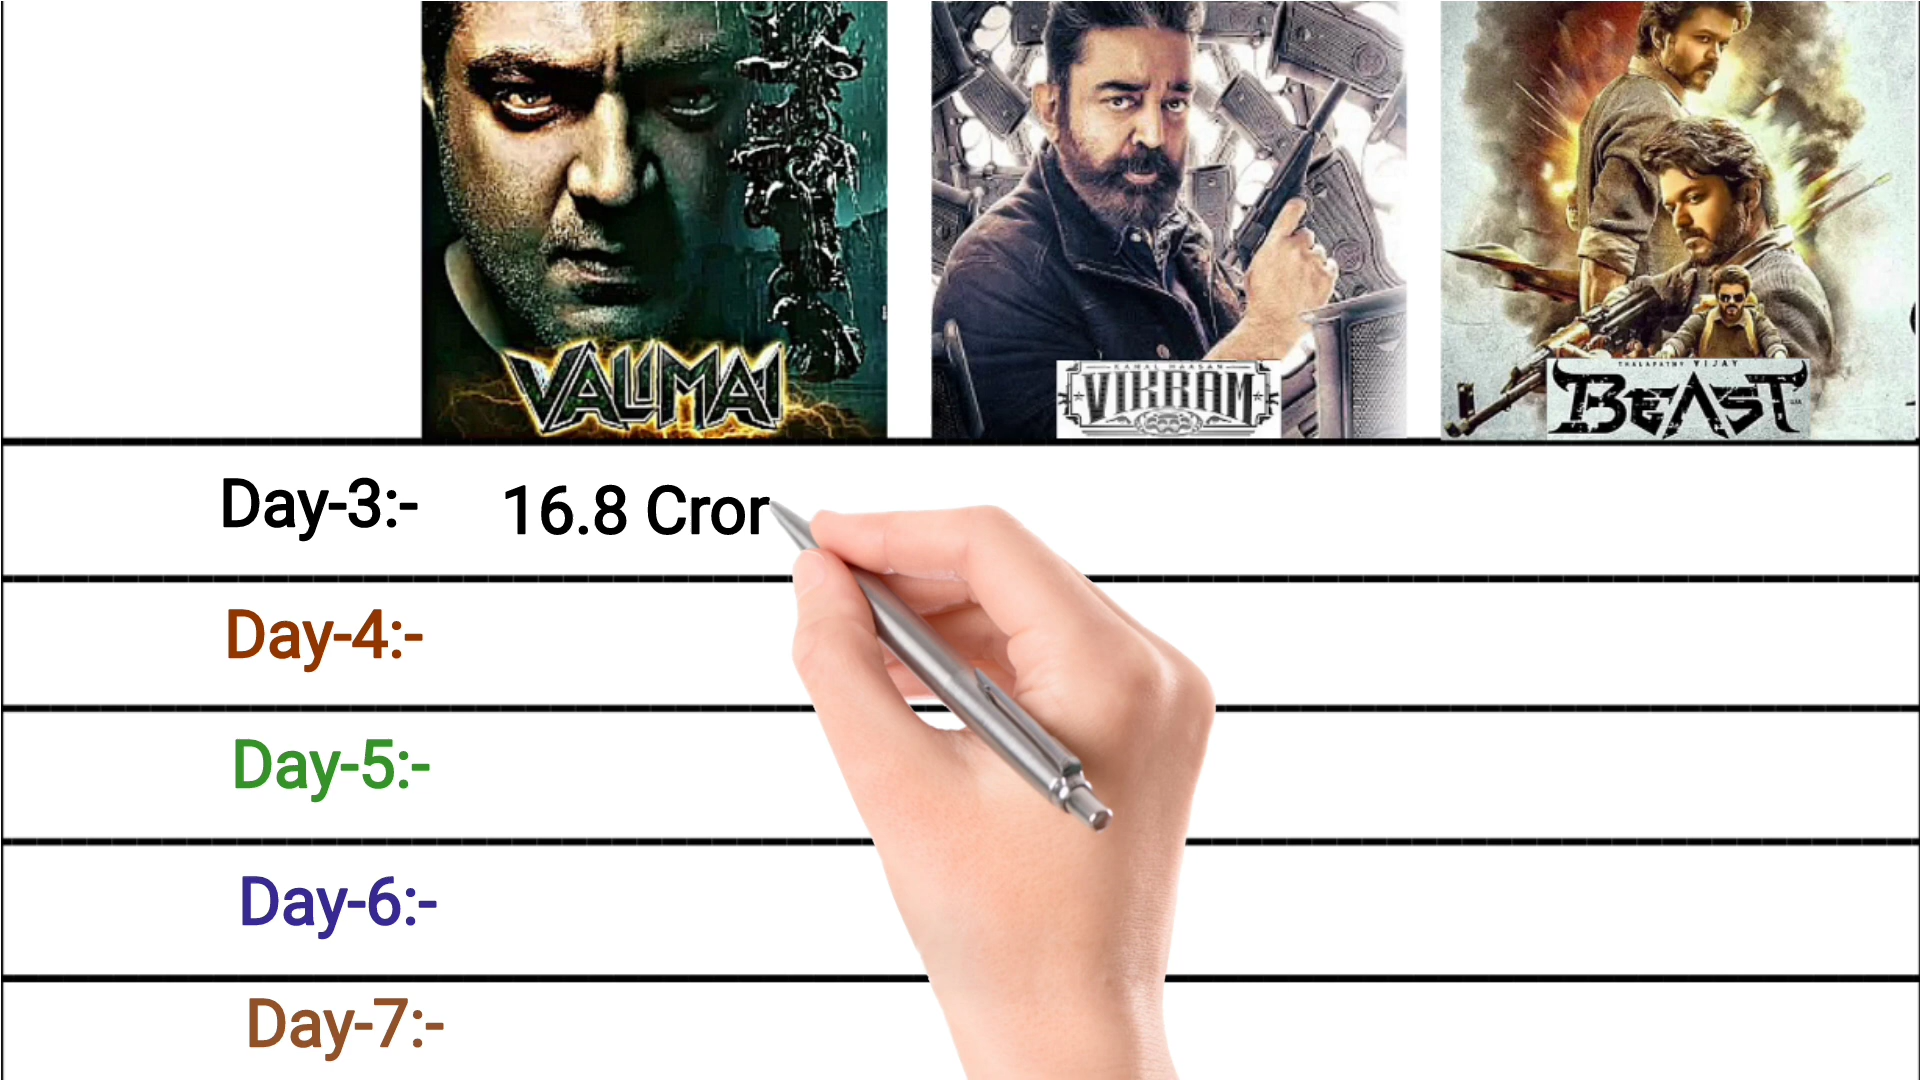 VALIMAI
KAMAL HAASAN
VIKRAM
THALAPATHY VIJAY
BEAST
Day-3:- 16.8 Cror
Day-4:-
Day-5:-
Day-6:-
Day-7:-